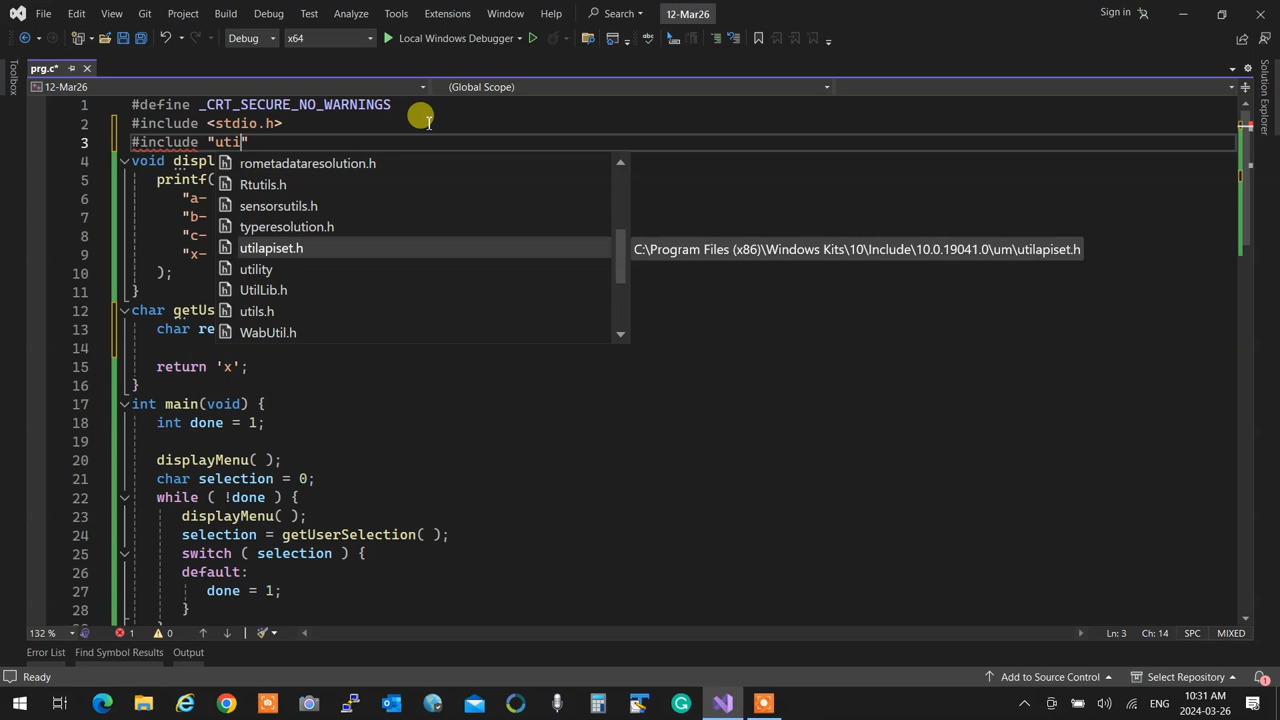 File Edit View Git Project Build Debug Test Analyze Tools Extensions Window Help Search 12-Mar26 Sign in
Debug x64 Local Windows Debugger
Toolbox
prg.c*
12-Mar26 (Global Scope)
1 #define _CRT_SECURE_NO_WARNINGS
2 #include <stdio.h>
3 #include "uti"
4 void displ
5 printf(
6 "a-
7 "b-
8 "c-
9 "x-
10 );
11 }
12 char getUs
13 char re
14
15 return 'x';
16 }
17 int main(void) {
18 int done = 1;
19
20 displayMenu( );
21 char selection = 0;
22 while ( !done ) {
23 displayMenu( );
24 selection = getUserSelection( );
25 switch ( selection ) {
26 default:
27 done = 1;
28 }
rometadataresolution.h
Rtutils.h
sensorsutils.h
typeresolution.h
utilapiset.h
utility
UtilLib.h
utils.h
WabUtil.h
C:\Program Files (x86)\Windows Kits\10\Include\10.0.19041.0\um\utilapiset.h
Solution Explorer
132 % 1 0 Ln: 3 Ch: 14 SPC MIXED
Error List Find Symbol Results Output
Ready Add to Source Control Select Repository 1
ENG 10:31 AM
2024-03-26